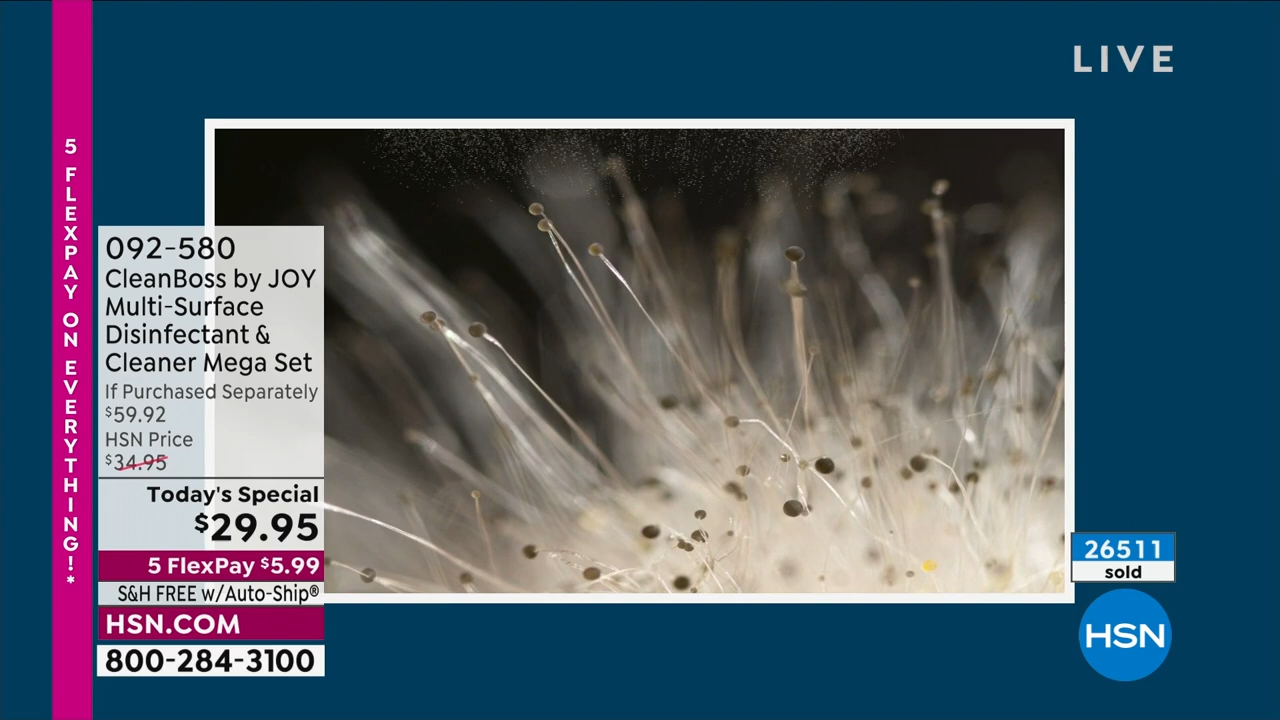 LIVE
5 FLEXPAY ON EVERYTHING!*
092-580
CleanBoss by JOY
Multi-Surface
Disinfectant &
Cleaner Mega Set
If Purchased Separately
$59.92
HSN Price
$34.95
Today's Special
$29.95
5 FlexPay $5.99
S&H FREE w/Auto-Ship®
HSN.COM
800-284-3100
26511
sold
HSN